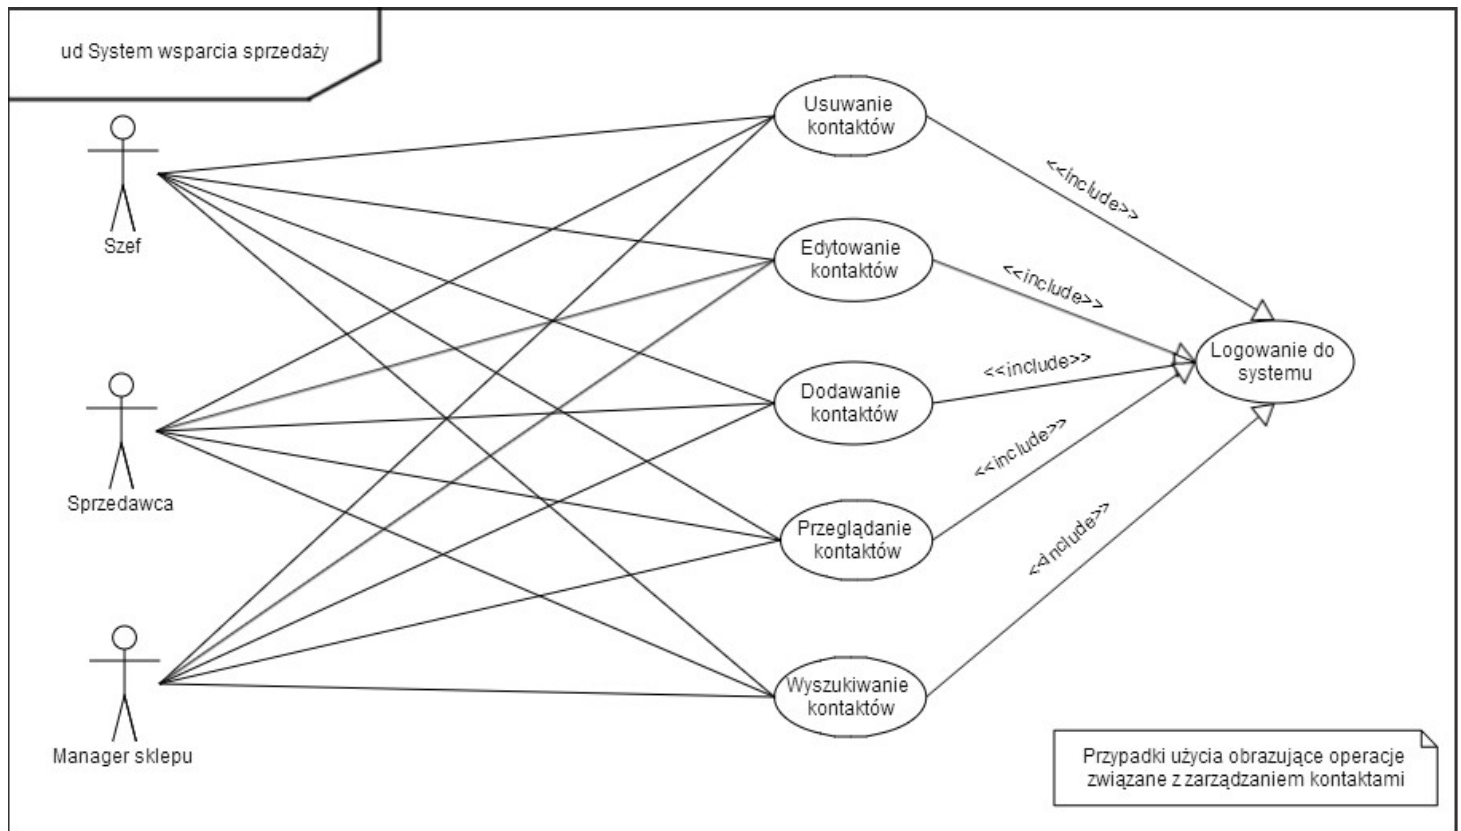 ud System wsparcia sprzedaży
Usuwanie
kontaktów
<<include>>
Szef
Edytowanie
kontaktów
<<include>>
Logowanie do
systemu
Dodawanie
kontaktów
<<include>>
Sprzedawca
<<include>>
Przeglądanie
kontaktów
<<include>>
Wyszukiwanie
kontaktów
Manager sklepu
Przypadki użycia obrazujące operacje
związane z zarządzaniem kontaktami